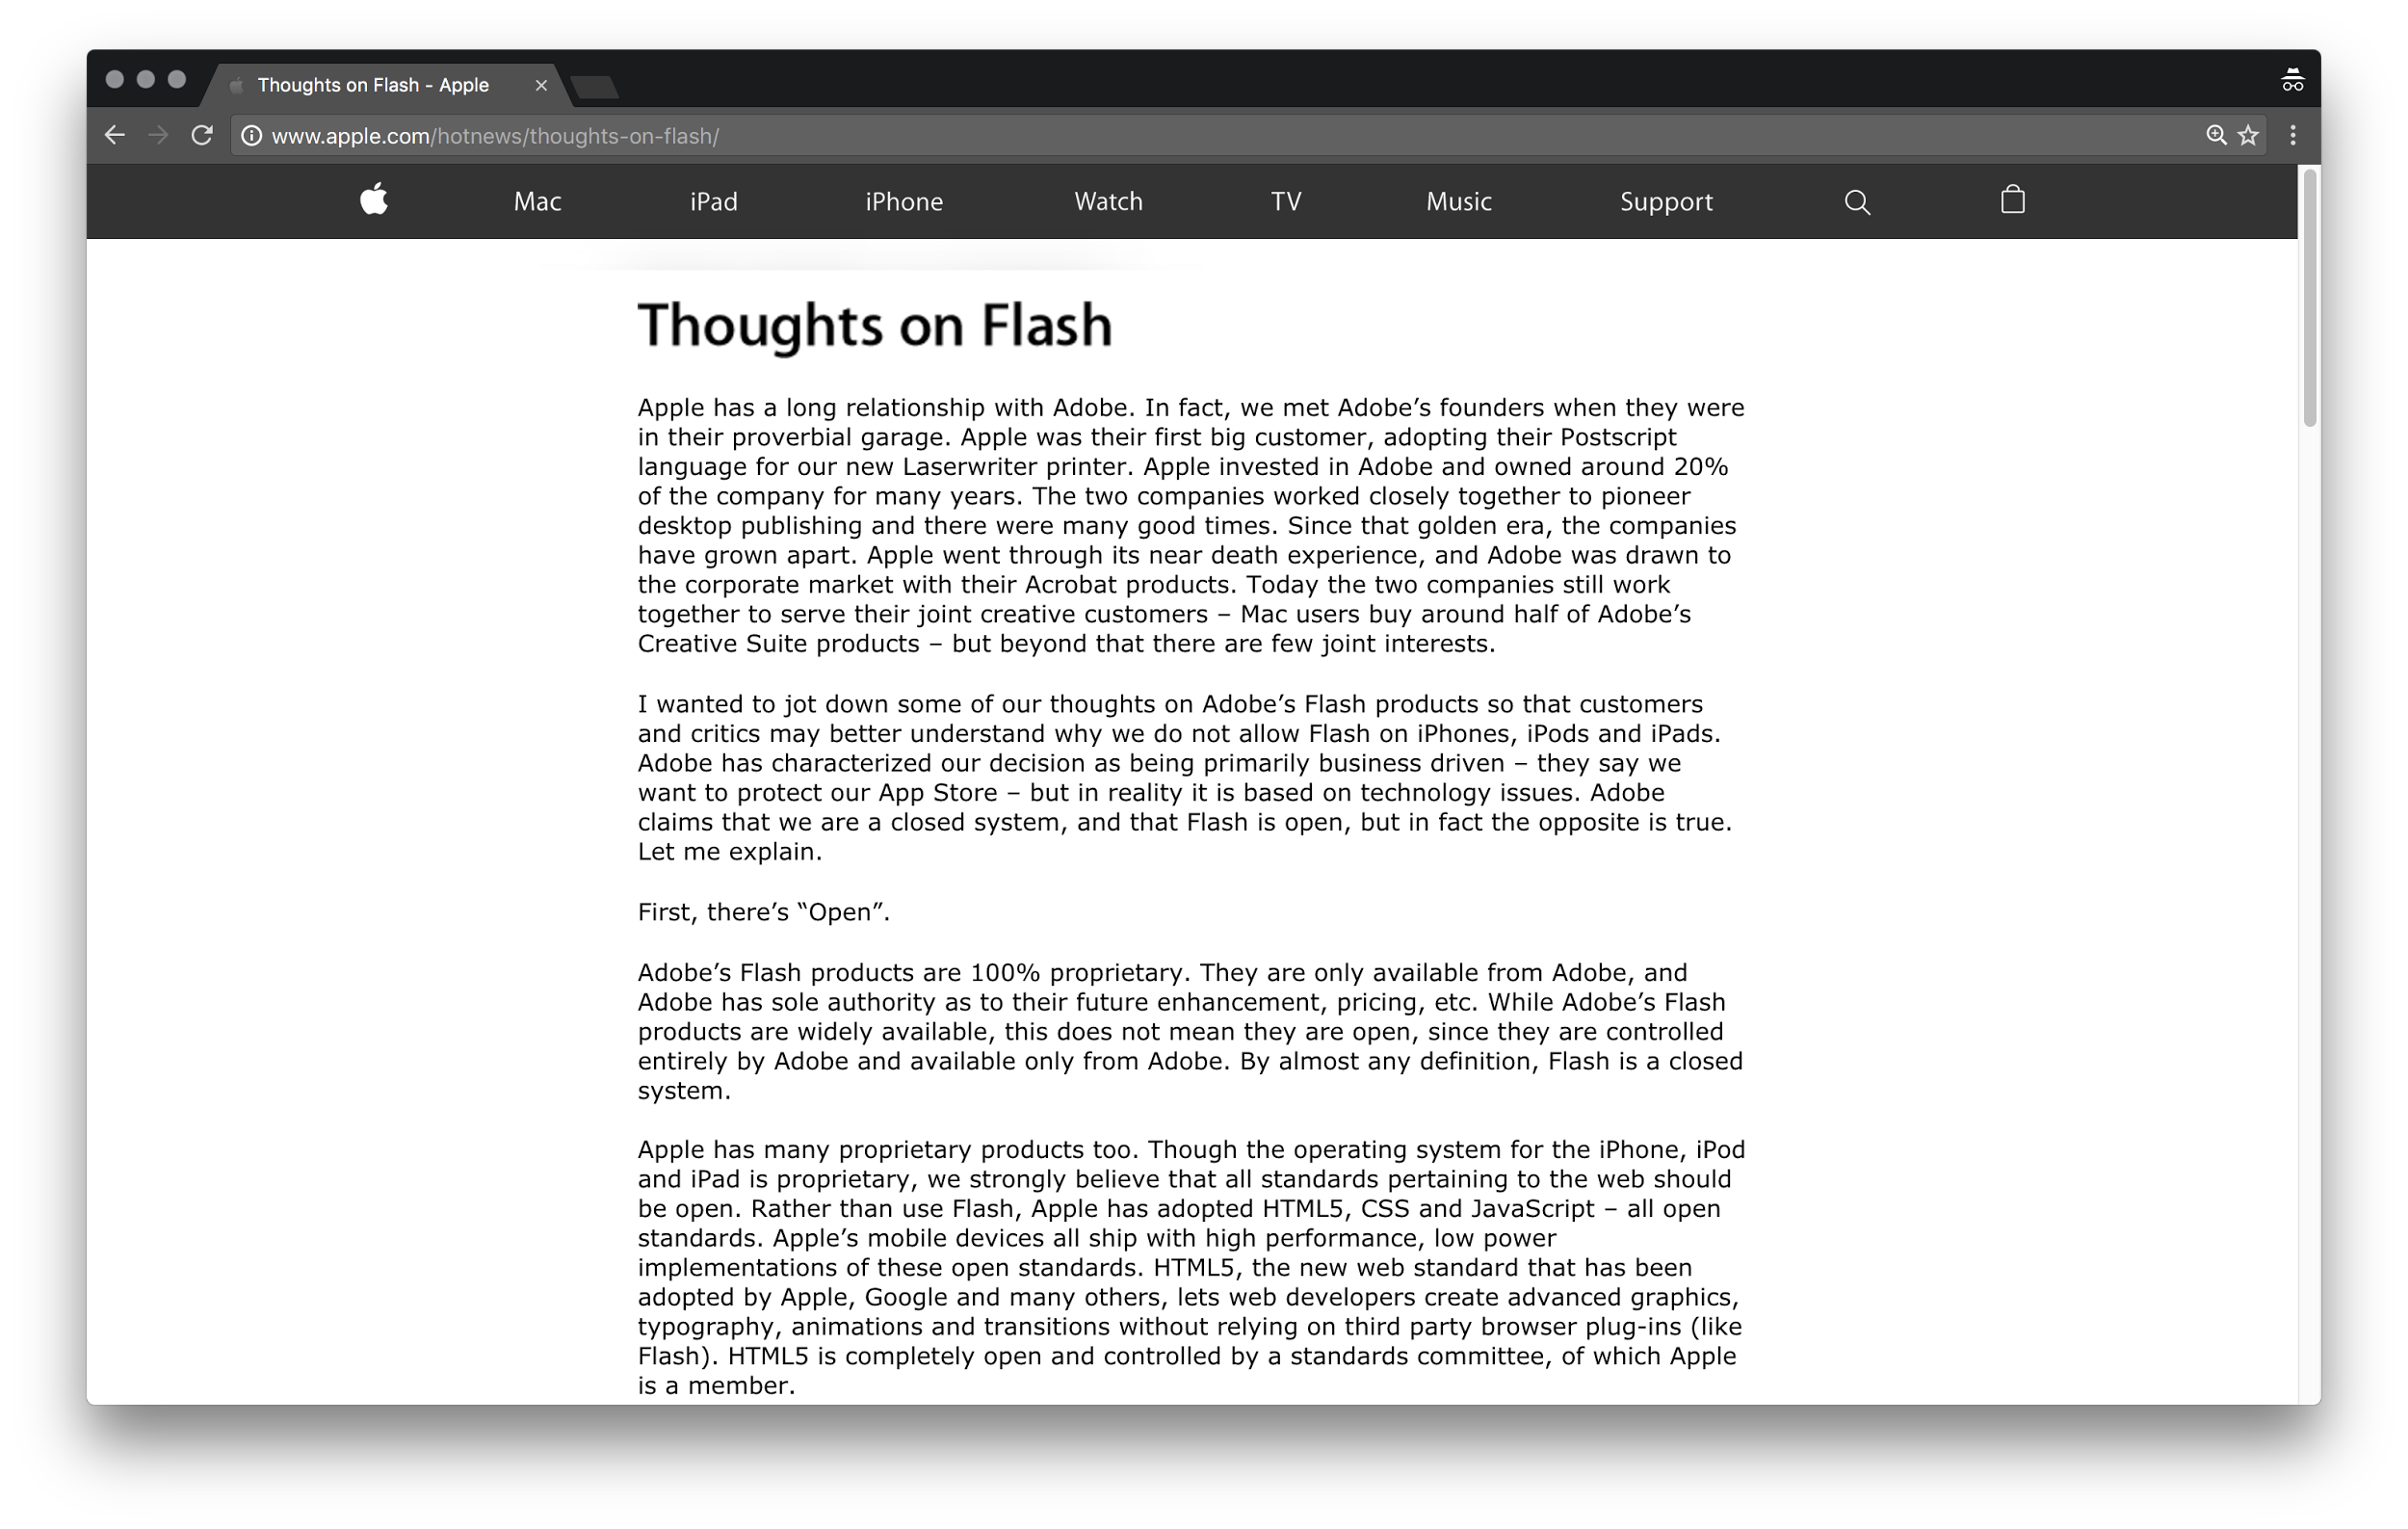 Thoughts on Flash - Apple
www.apple.com/hotnews/thoughts-on-flash/
Mac iPad iPhone Watch TV Music Support
Thoughts on Flash
Apple has a long relationship with Adobe. In fact, we met Adobe’s founders when they were
in their proverbial garage. Apple was their first big customer, adopting their Postscript
language for our new Laserwriter printer. Apple invested in Adobe and owned around 20%
of the company for many years. The two companies worked closely together to pioneer
desktop publishing and there were many good times. Since that golden era, the companies
have grown apart. Apple went through its near death experience, and Adobe was drawn to
the corporate market with their Acrobat products. Today the two companies still work
together to serve their joint creative customers – Mac users buy around half of Adobe’s
Creative Suite products – but beyond that there are few joint interests.
I wanted to jot down some of our thoughts on Adobe’s Flash products so that customers
and critics may better understand why we do not allow Flash on iPhones, iPods and iPads.
Adobe has characterized our decision as being primarily business driven – they say we
want to protect our App Store – but in reality it is based on technology issues. Adobe
claims that we are a closed system, and that Flash is open, but in fact the opposite is true.
Let me explain.
First, there’s “Open”.
Adobe’s Flash products are 100% proprietary. They are only available from Adobe, and
Adobe has sole authority as to their future enhancement, pricing, etc. While Adobe’s Flash
products are widely available, this does not mean they are open, since they are controlled
entirely by Adobe and available only from Adobe. By almost any definition, Flash is a closed
system.
Apple has many proprietary products too. Though the operating system for the iPhone, iPod
and iPad is proprietary, we strongly believe that all standards pertaining to the web should
be open. Rather than use Flash, Apple has adopted HTML5, CSS and JavaScript – all open
standards. Apple’s mobile devices all ship with high performance, low power
implementations of these open standards. HTML5, the new web standard that has been
adopted by Apple, Google and many others, lets web developers create advanced graphics,
typography, animations and transitions without relying on third party browser plug-ins (like
Flash). HTML5 is completely open and controlled by a standards committee, of which Apple
is a member.